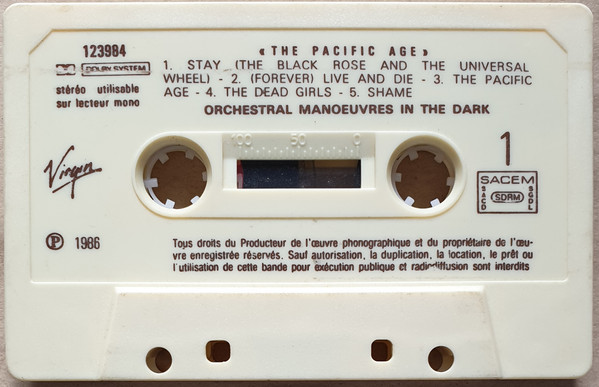 123984
DOLBY SYSTEM
stéréo utilisable
sur lecteur mono
«THE PACIFIC AGE»
1. STAY (THE BLACK ROSE AND THE UNIVERSAL
WHEEL) - 2. (FOREVER) LIVE AND DIE - 3. THE PACIFIC
AGE - 4. THE DEAD GIRLS - 5. SHAME
ORCHESTRAL MANOEUVRES IN THE DARK
100 50 0
1
Virgin
SACEM
SACD SDRM SGDL
Ⓟ 1986
Tous droits du Producteur de l'œuvre phonographique et du propriétaire de l'œu-
vre enregistrée réservés. Sauf autorisation, la duplication, la location, le prêt ou
l'utilisation de cette bande pour exécution publique et radiodiffusion sont interdits